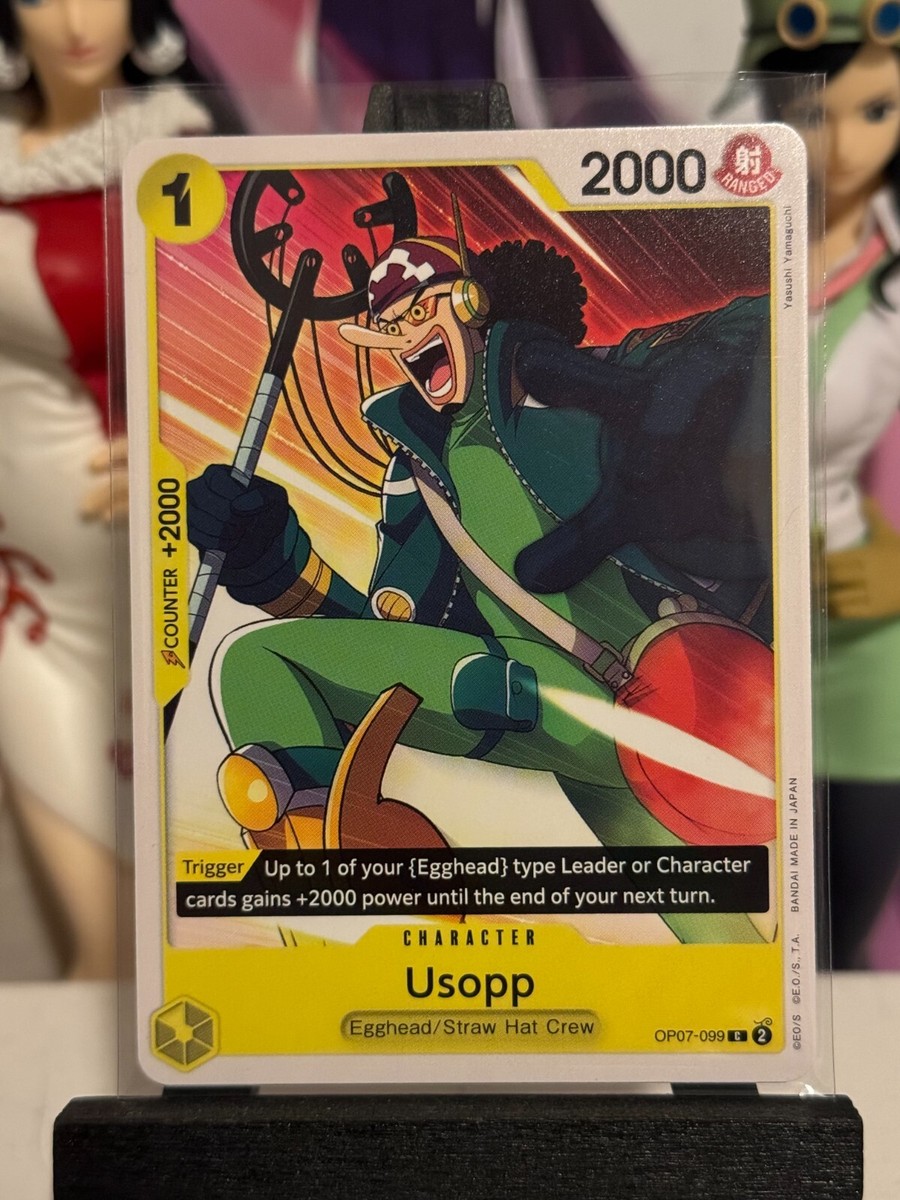 1
2000
射
RANGED
Yasushi Yamaguchi
COUNTER +2000
Trigger Up to 1 of your {Egghead} type Leader or Character
cards gains +2000 power until the end of your next turn.
CHARACTER
Usopp
Egghead/Straw Hat Crew
OP07-099 C 2
©EO/S ©E.O./S., T.A. BANDAI MADE IN JAPAN